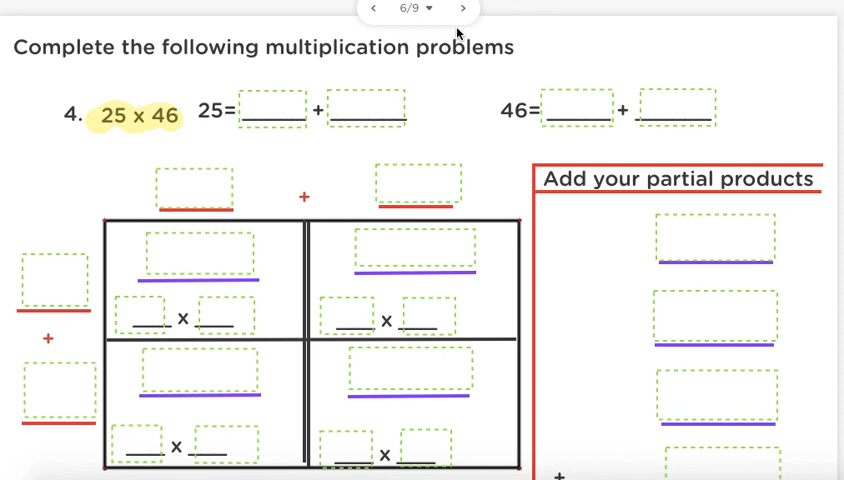 6/9
Complete the following multiplication problems
4. 25 x 46 25= + 46= +
+
Add your partial products
x x
+
x x
+